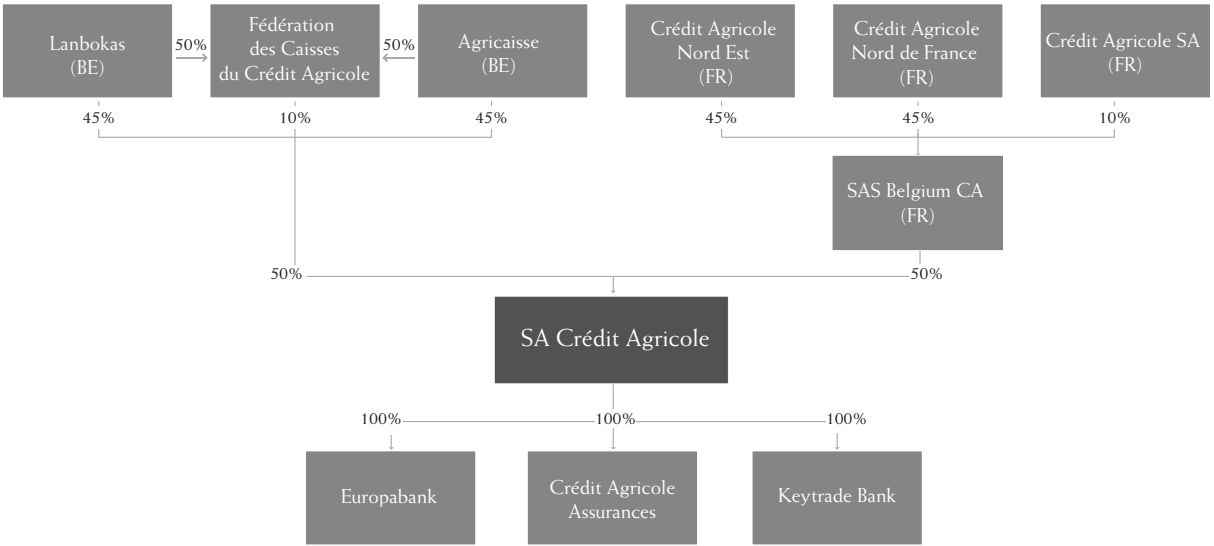 Lanbokas
(BE)
50%
Fédération
des Caisses
du Crédit Agricole
50%
Agricaisse
(BE)
Crédit Agricole
Nord Est
(FR)
Crédit Agricole
Nord de France
(FR)
Crédit Agricole SA
(FR)
45%
10%
45%
45%
45%
10%
SAS Belgium CA
(FR)
50%
50%
SA Crédit Agricole
100%
100%
100%
Europabank
Crédit Agricole
Assurances
Keytrade Bank